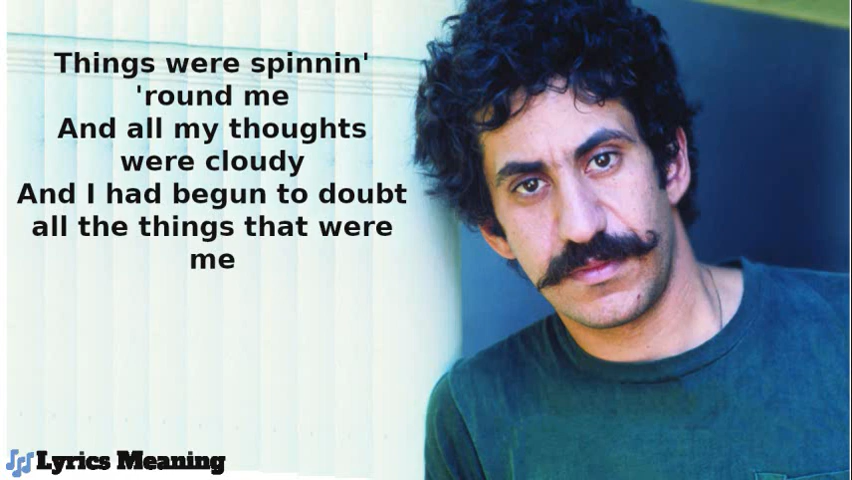 Things were spinnin'
'round me
And all my thoughts
were cloudy
And I had begun to doubt
all the things that were
me
Lyrics Meaning